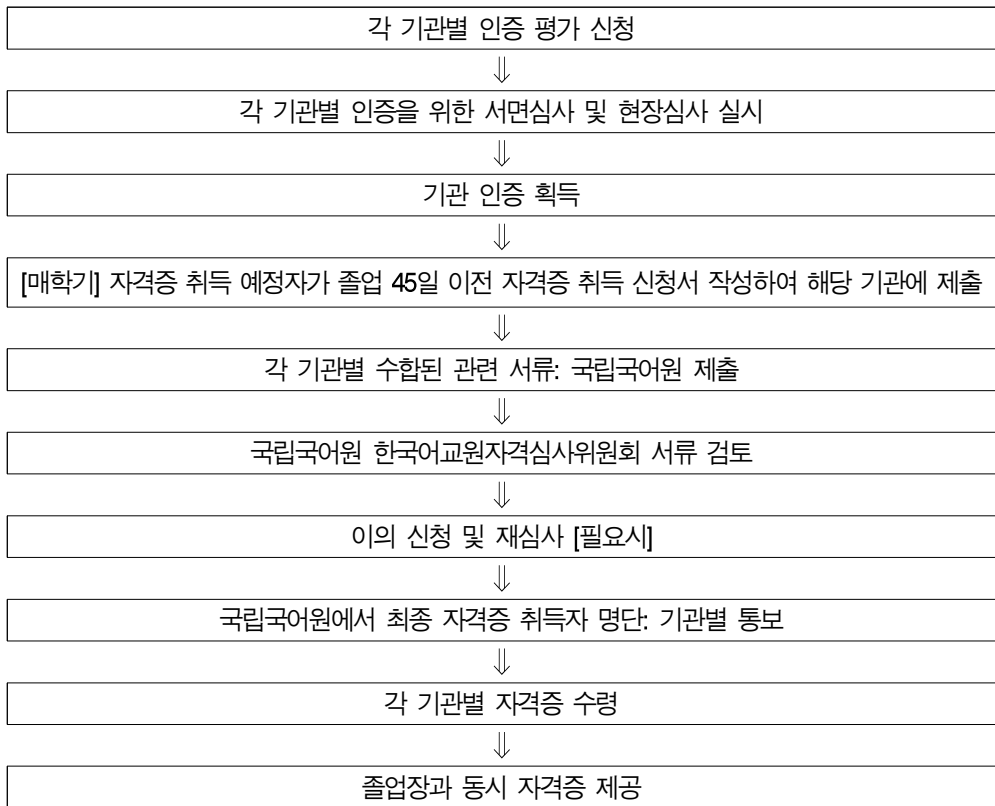 각 기관별 인증 평가 신청
⇓
각 기관별 인증을 위한 서면심사 및 현장심사 실시
⇓
기관 인증 획득
⇓
[매학기] 자격증 취득 예정자가 졸업 45일 이전 자격증 취득 신청서 작성하여 해당 기관에 제출
⇓
각 기관별 수합된 관련 서류: 국립국어원 제출
⇓
국립국어원 한국어교원자격심사위원회 서류 검토
⇓
이의 신청 및 재심사 [필요시]
⇓
국립국어원에서 최종 자격증 취득자 명단: 기관별 통보
⇓
각 기관별 자격증 수령
⇓
졸업장과 동시 자격증 제공